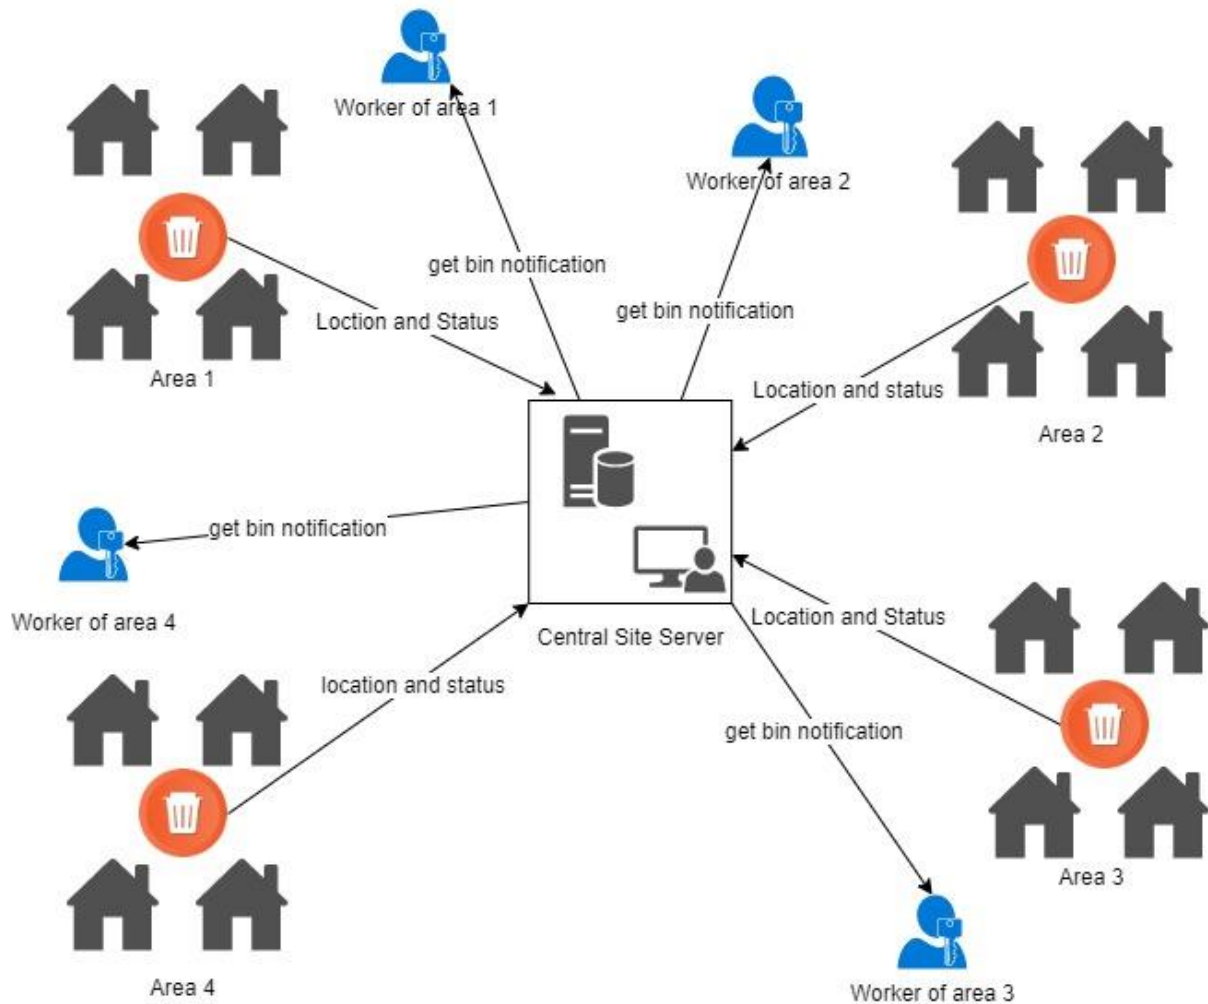 Worker of area 1
Worker of area 2
get bin notification
get bin notification
Loction and Status
Area 1
Location and status
Area 2
get bin notification
Worker of area 4
Central Site Server
Location and Status
location and status
get bin notification
Area 3
Area 4
Worker of area 3